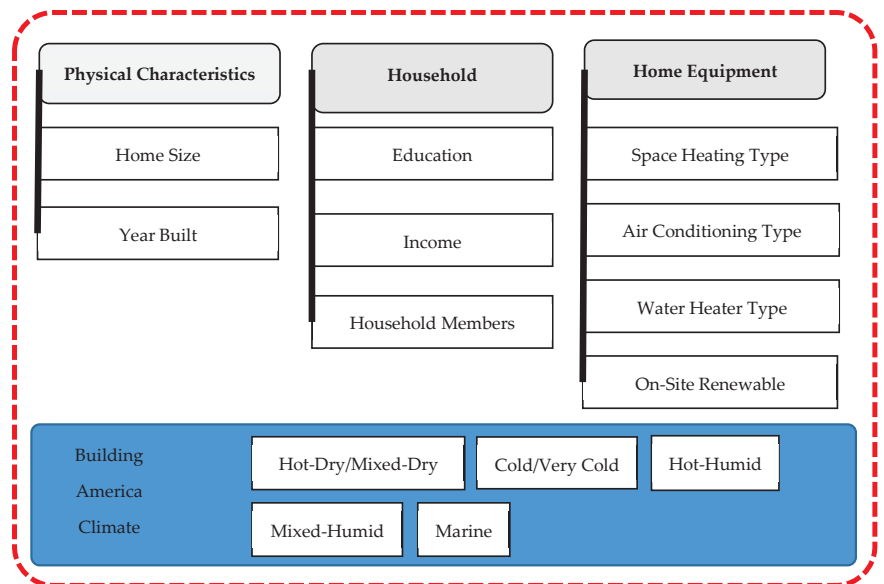 Physical Characteristics
Home Size
Year Built
Household
Education
Income
Household Members
Home Equipment
Space Heating Type
Air Conditioning Type
Water Heater Type
On-Site Renewable
Building
America
Climate
Hot-Dry/Mixed-Dry
Cold/Very Cold
Hot-Humid
Mixed-Humid
Marine